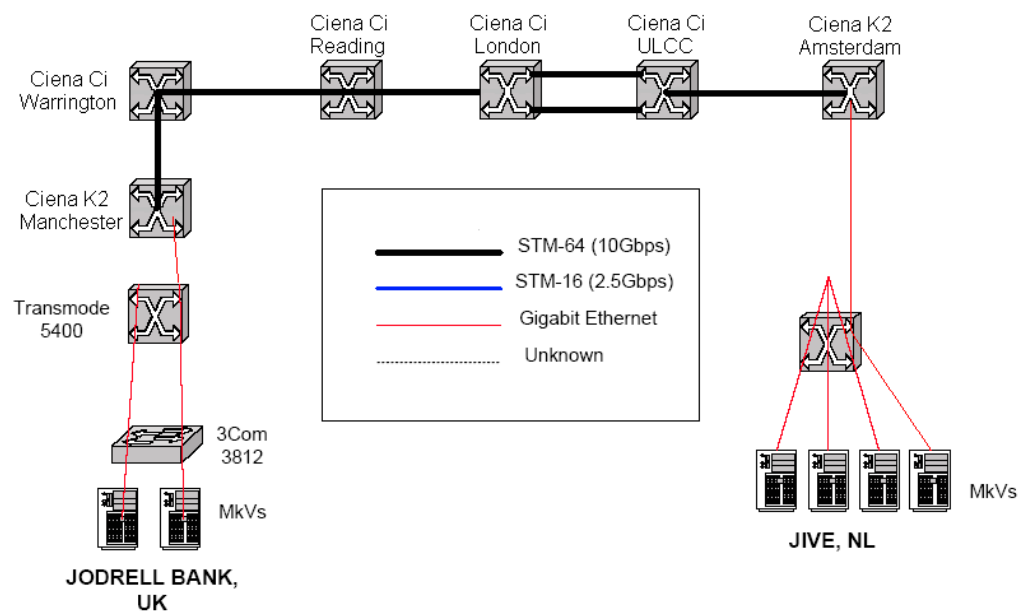 Ciena Ci
Reading
Ciena Ci
London
Ciena Ci
ULCC
Ciena K2
Amsterdam
Ciena Ci
Warrington
Ciena K2
Manchester
STM-64 (10Gbps)
STM-16 (2.5Gbps)
Gigabit Ethernet
Unknown
Transmode
5400
3Com
3812
MkVs
JODRELL BANK,
UK
MkVs
JIVE, NL